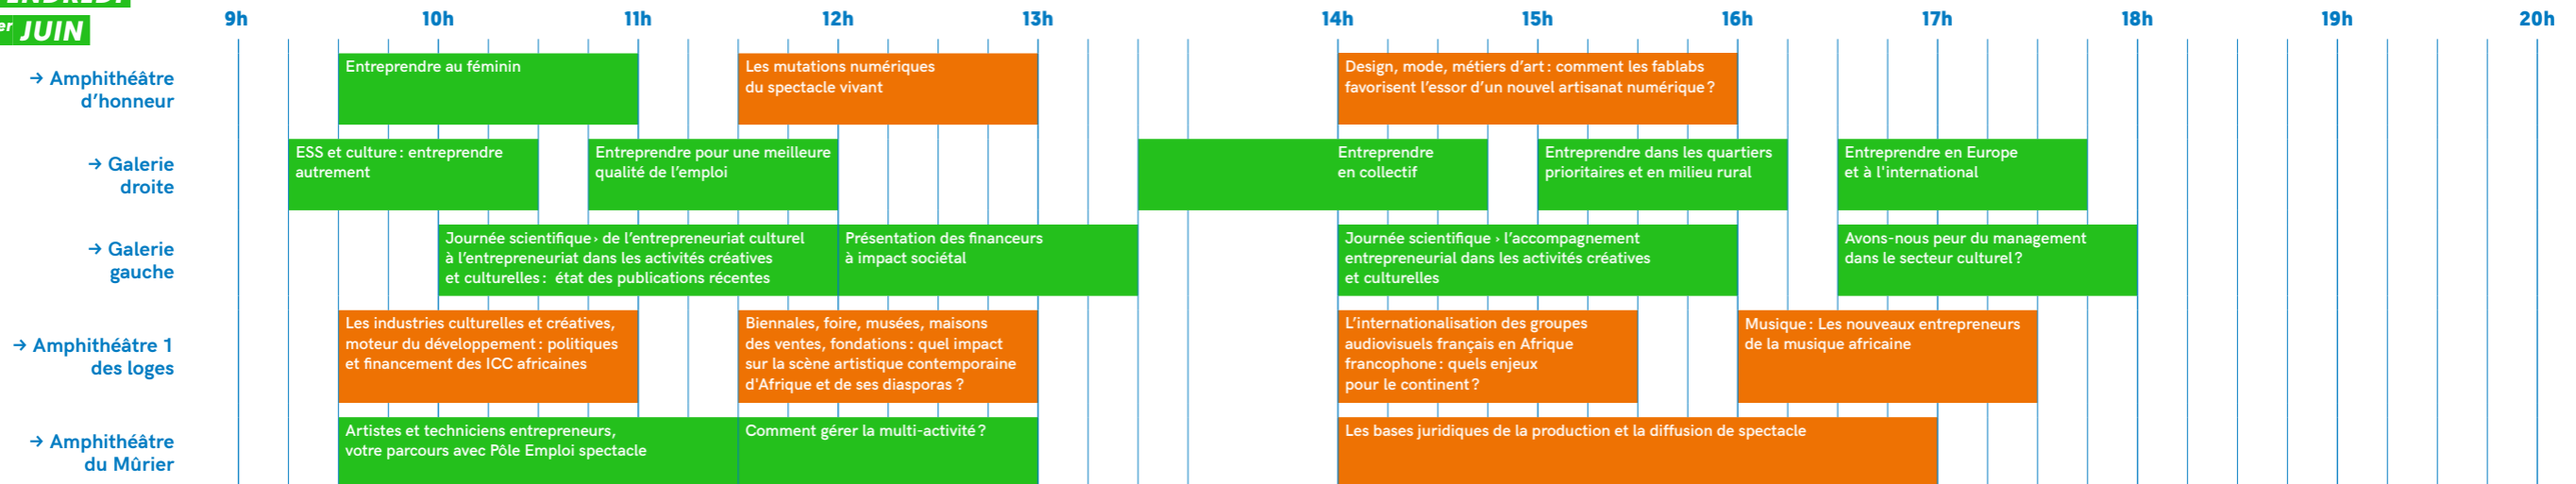 er JUIN
9h 10h 11h 12h 13h 14h 15h 16h 17h 18h 19h 20h
→ Amphithéâtre
d’honneur
Entreprendre au féminin
Les mutations numériques
du spectacle vivant
Design, mode, métiers d’art : comment les fablabs
favorisent l’essor d’un nouvel artisanat numérique ?
→ Galerie
droite
ESS et culture : entreprendre
autrement
Entreprendre pour une meilleure
qualité de l’emploi
Entreprendre
en collectif
Entreprendre dans les quartiers
prioritaires et en milieu rural
Entreprendre en Europe
et à l'international
→ Galerie
gauche
Journée scientifique › de l’entrepreneuriat culturel
à l’entrepreneuriat dans les activités créatives
et culturelles : état des publications récentes
Présentation des financeurs
à impact sociétal
Journée scientifique › l’accompagnement
entrepreneurial dans les activités créatives
et culturelles
Avons-nous peur du management
dans le secteur culturel ?
→ Amphithéâtre 1
des loges
Les industries culturelles et créatives,
moteur du développement : politiques
et financement des ICC africaines
Biennales, foire, musées, maisons
des ventes, fondations : quel impact
sur la scène artistique contemporaine
d'Afrique et de ses diasporas ?
L’internationalisation des groupes
audiovisuels français en Afrique
francophone : quels enjeux
pour le continent ?
Musique : Les nouveaux entrepreneurs
de la musique africaine
→ Amphithéâtre
du Mûrier
Artistes et techniciens entrepreneurs,
votre parcours avec Pôle Emploi spectacle
Comment gérer la multi-activité ?
Les bases juridiques de la production et la diffusion de spectacle